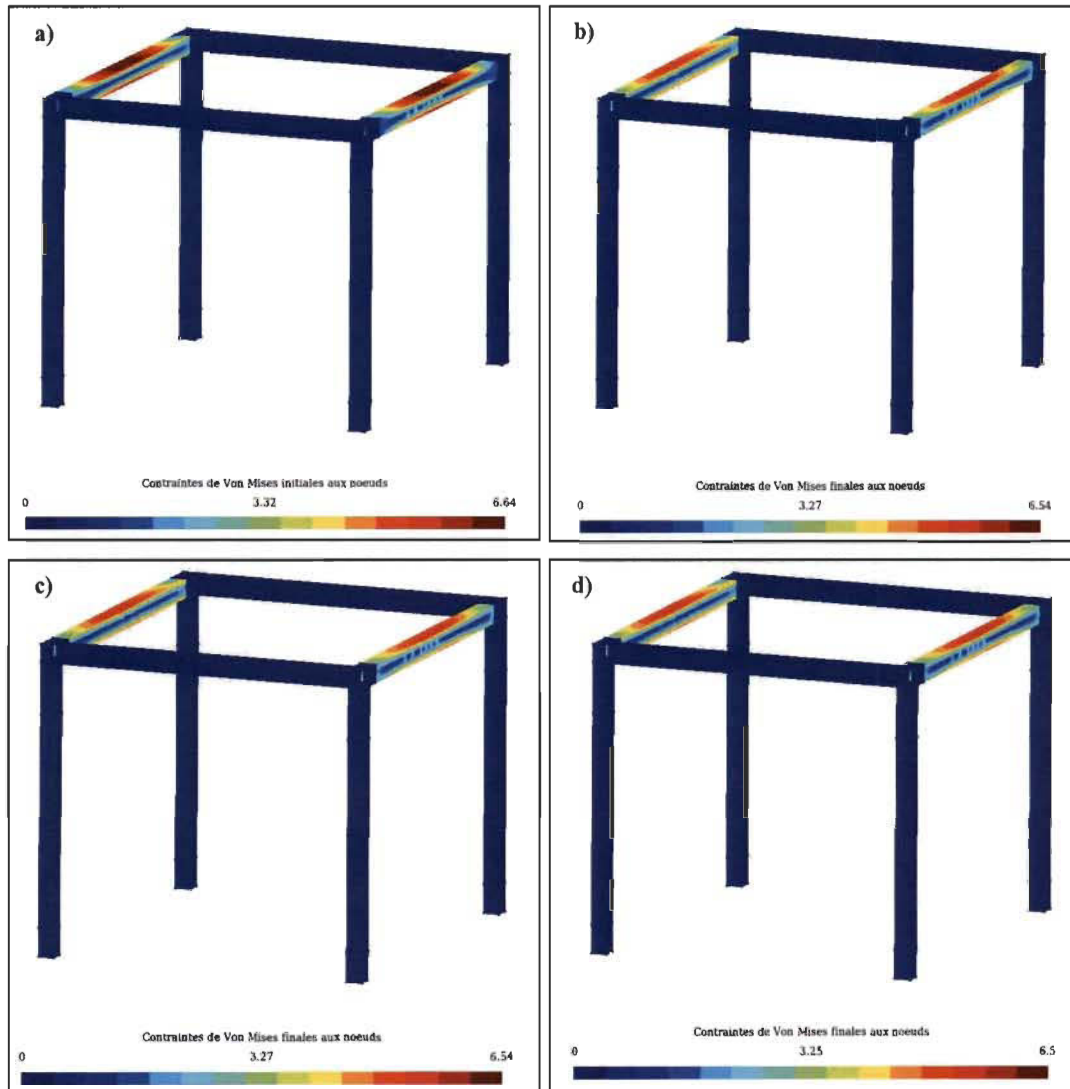 a)
Contraintes de Von Mises initiales aux noeuds
0 3.32 6.64
b)
Contraintes de Von Mises finales aux noeuds
0 3.27 6.54
c)
Contraintes de Von Mises finales aux noeuds
0 3.27 6.54
d)
Contraintes de Von Mises finales aux noeuds
0 3.25 6.5